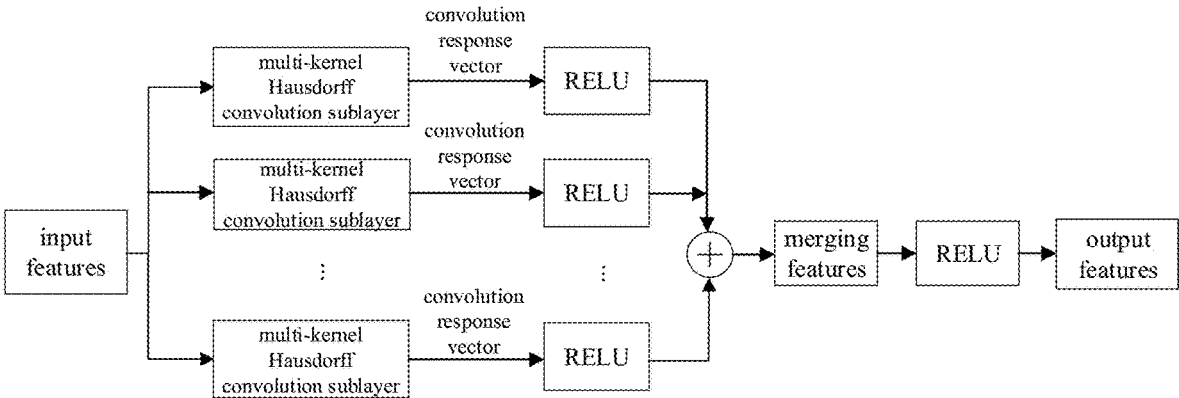 input
features
multi-kernel
Hausdorff
convolution sublayer
convolution
response
vector
RELU
multi-kernel
Hausdorff
convolution sublayer
convolution
response
vector
RELU
⋮
⋮
multi-kernel
Hausdorff
convolution sublayer
convolution
response
vector
RELU
+
merging
features
RELU
output
features